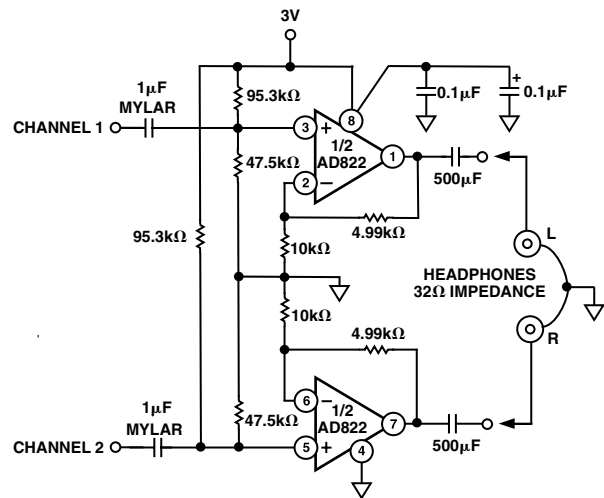 3V
1µF
MYLAR
95.3kΩ
0.1µF
+
0.1µF
CHANNEL 1
3
+
8
1/2
AD822
1
2
−
47.5kΩ
500µF
95.3kΩ
4.99kΩ
10kΩ
L
HEADPHONES
32Ω IMPEDANCE
10kΩ
4.99kΩ
R
1µF
MYLAR
47.5kΩ
6
−
1/2
AD822
7
500µF
CHANNEL 2
5
+
4